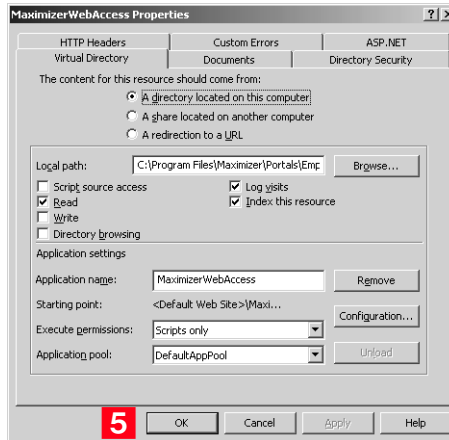 MaximizerWebAccess Properties
HTTP Headers Custom Errors ASP.NET
Virtual Directory Documents Directory Security
The content for this resource should come from:
A directory located on this computer
A share located on another computer
A redirection to a URL
Local path: C:\Program Files\Maximizer\Portals\Emp Browse...
Script source access Log visits
Read Index this resource
Write
Directory browsing
Application settings
Application name: MaximizerWebAccess Remove
Starting point: <Default Web Site>\Maxi...
Configuration...
Execute permissions: Scripts only
Application pool: DefaultAppPool Unload
5 OK Cancel Apply Help